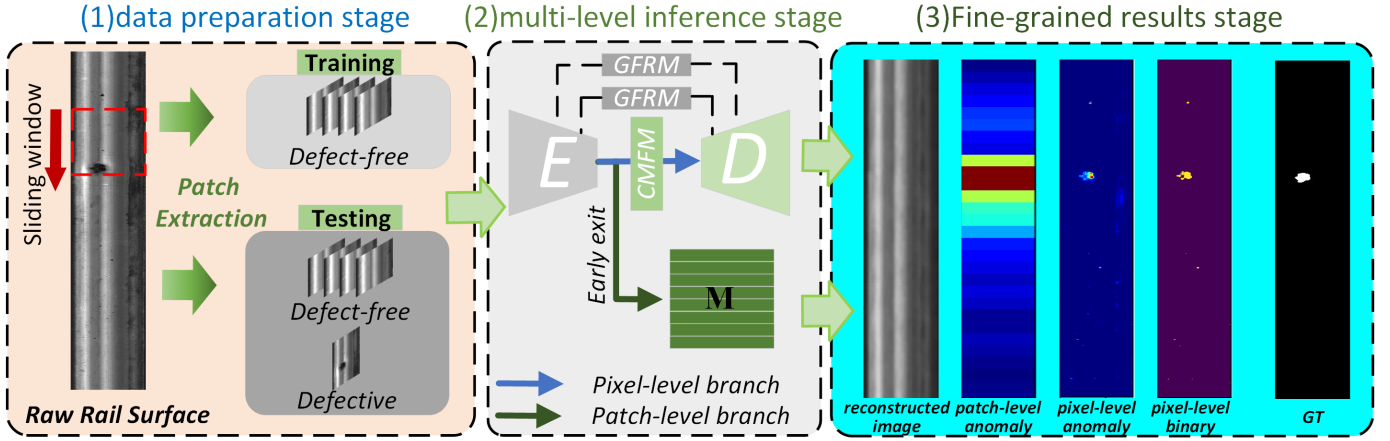 (1)data preparation stage
(2)multi-level inference stage
(3)Fine-grained results stage
Sliding window
Raw Rail Surface
Patch
Extraction
Training
Defect-free
Testing
Defect-free
Defective
GFRM
GFRM
E
CMFM
D
Early exit
M
Pixel-level branch
Patch-level branch
reconstructed
image
patch-level
anomaly
pixel-level
anomaly
pixel-level
binary
GT